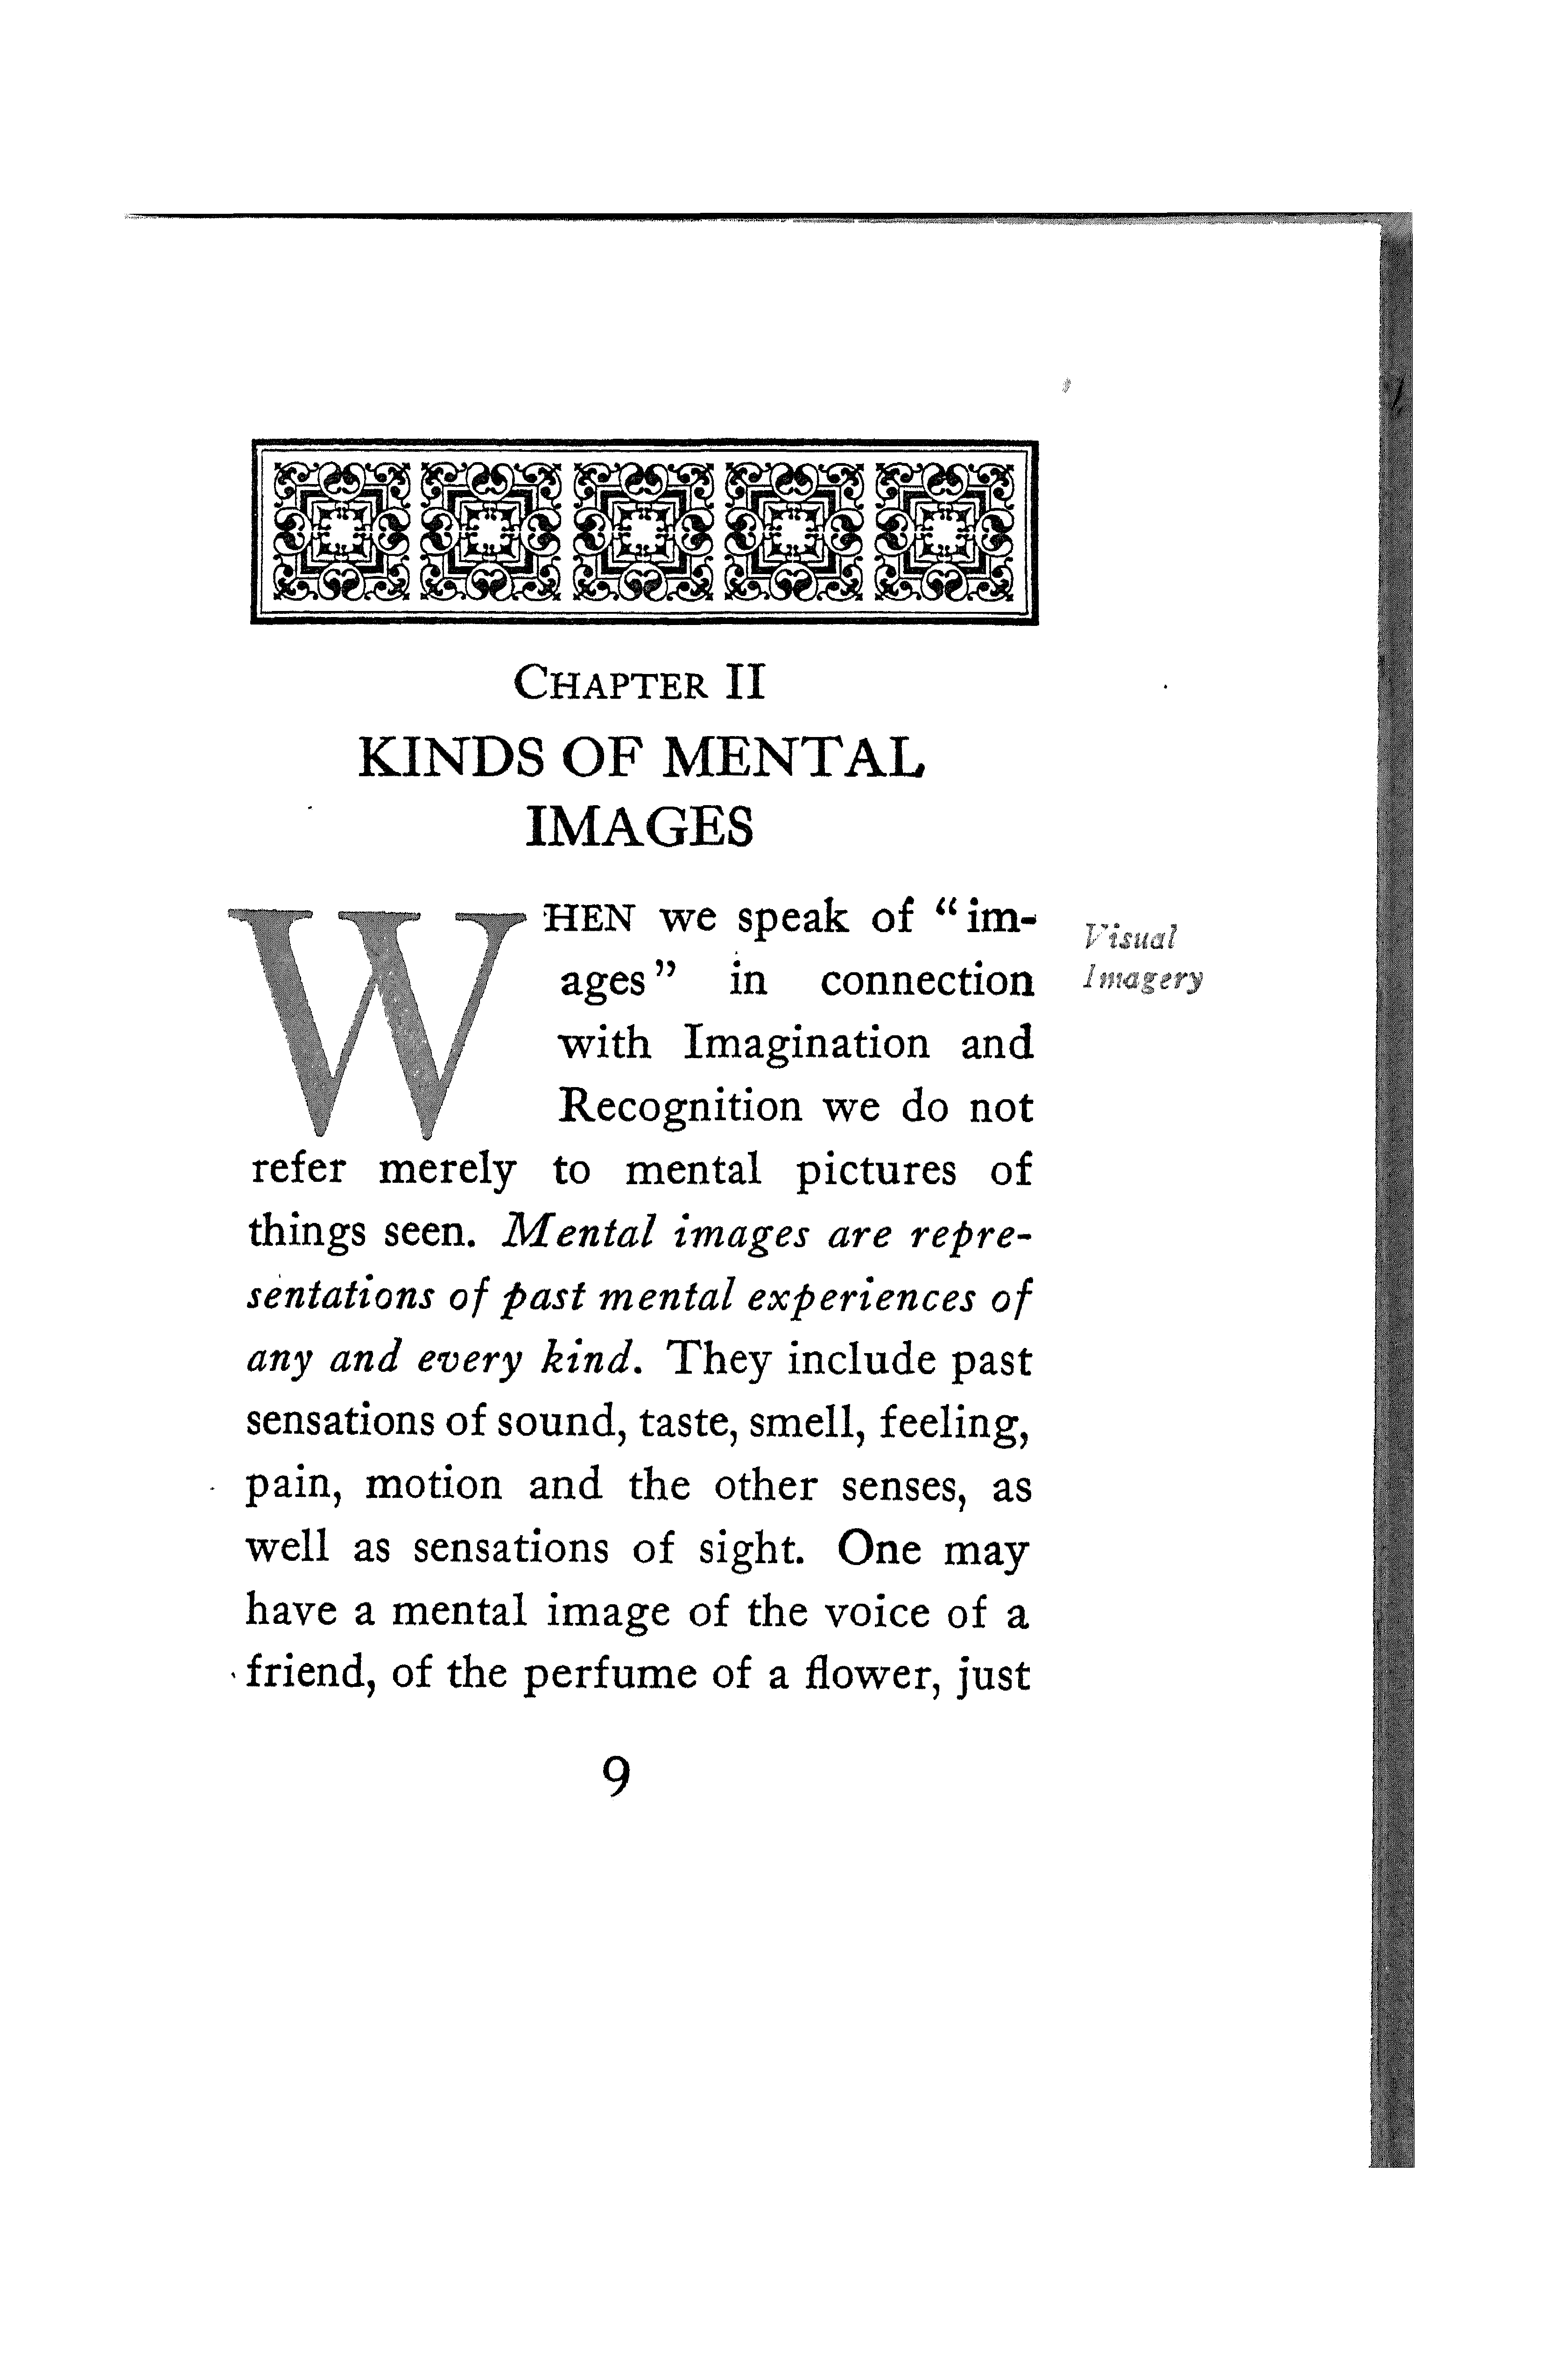 CHAPTER II
KINDS OF MENTAL
IMAGES
WHEN we speak of "im-
ages" in connection
with Imagination and
Recognition we do not
refer merely to mental pictures of
things seen. Mental images are repre-
sentations of past mental experiences of
any and every kind. They include past
sensations of sound, taste, smell, feeling,
pain, motion and the other senses, as
well as sensations of sight. One may
have a mental image of the voice of a
friend, of the perfume of a flower, just
Visual
Imagery
9